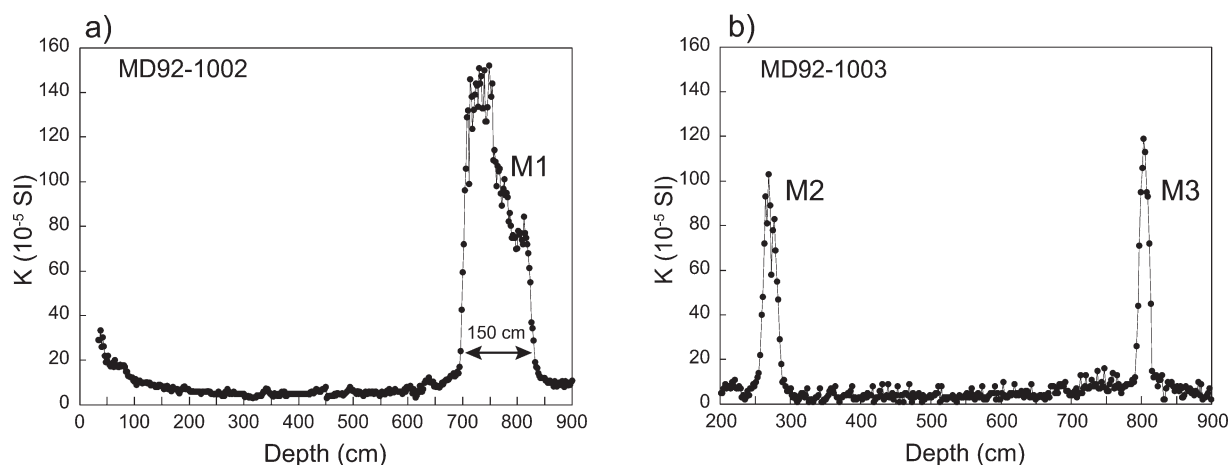 a)
MD92-1002
160
140
120
100
80
60
40
20
0
K (10-5 SI)
M1
150 cm
0 100 200 300 400 500 600 700 800 900
Depth (cm)
b)
MD92-1003
160
140
120
100
80
60
40
20
0
K (10-5 SI)
M2
M3
200 300 400 500 600 700 800 900
Depth (cm)